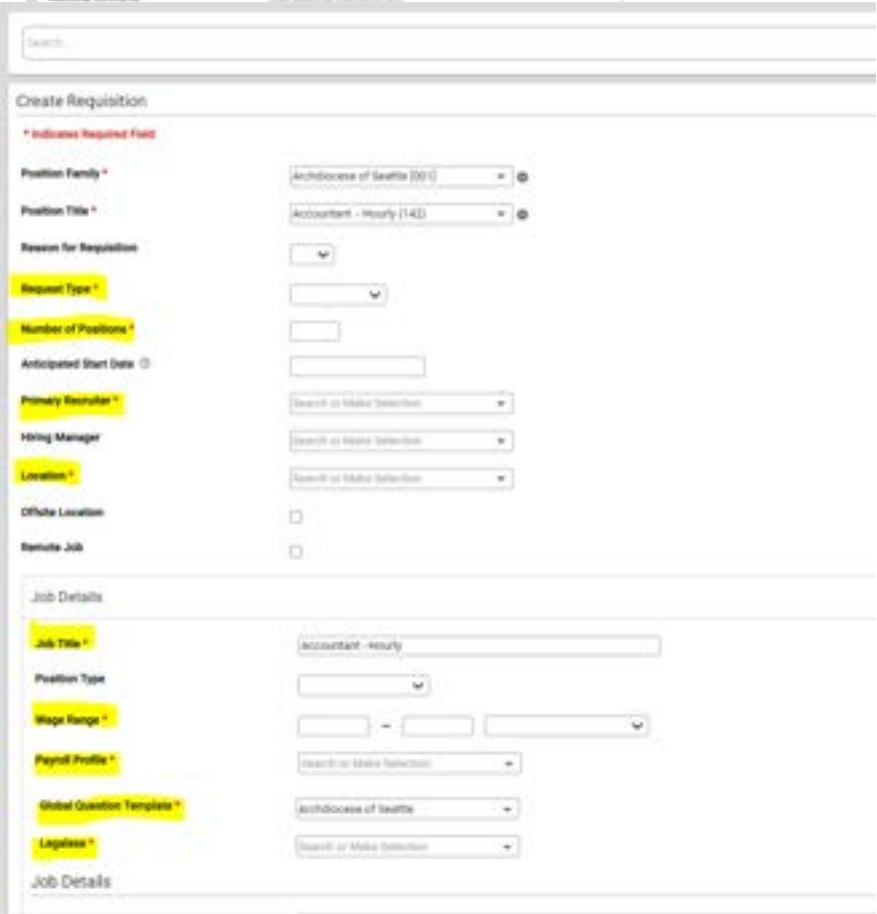 Search...
Create Requisition
* Indicates Required Field
Position Family * Archdiocese of Seattle [001]
Position Title * Accountant - Hourly (142)
Reason for Requisition
Request Type *
Number of Positions *
Anticipated Start Date
Primary Recruiter * Search or Make Selection
Hiring Manager Search or Make Selection
Location * Search or Make Selection
Offsite Location
Remote Job
Job Details
Job Title * Accountant - Hourly
Position Type
Wage Range * –
Payroll Profile * Search or Make Selection
Global Question Template * Archdiocese of Seattle
Legalese * Search or Make Selection
Job Details